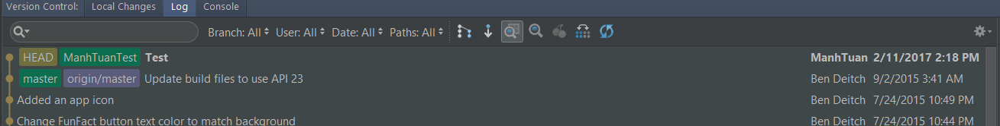 Version Control: Local Changes Log Console
Branch: All User: All Date: All Paths: All
HEAD ManhTuanTest Test ManhTuan 2/11/2017 2:18 PM
master origin/master Update build files to use API 23 Ben Deitch 9/2/2015 3:41 AM
Added an app icon Ben Deitch 7/24/2015 10:49 PM
Change FunFact button text color to match background Ben Deitch 7/24/2015 10:44 PM